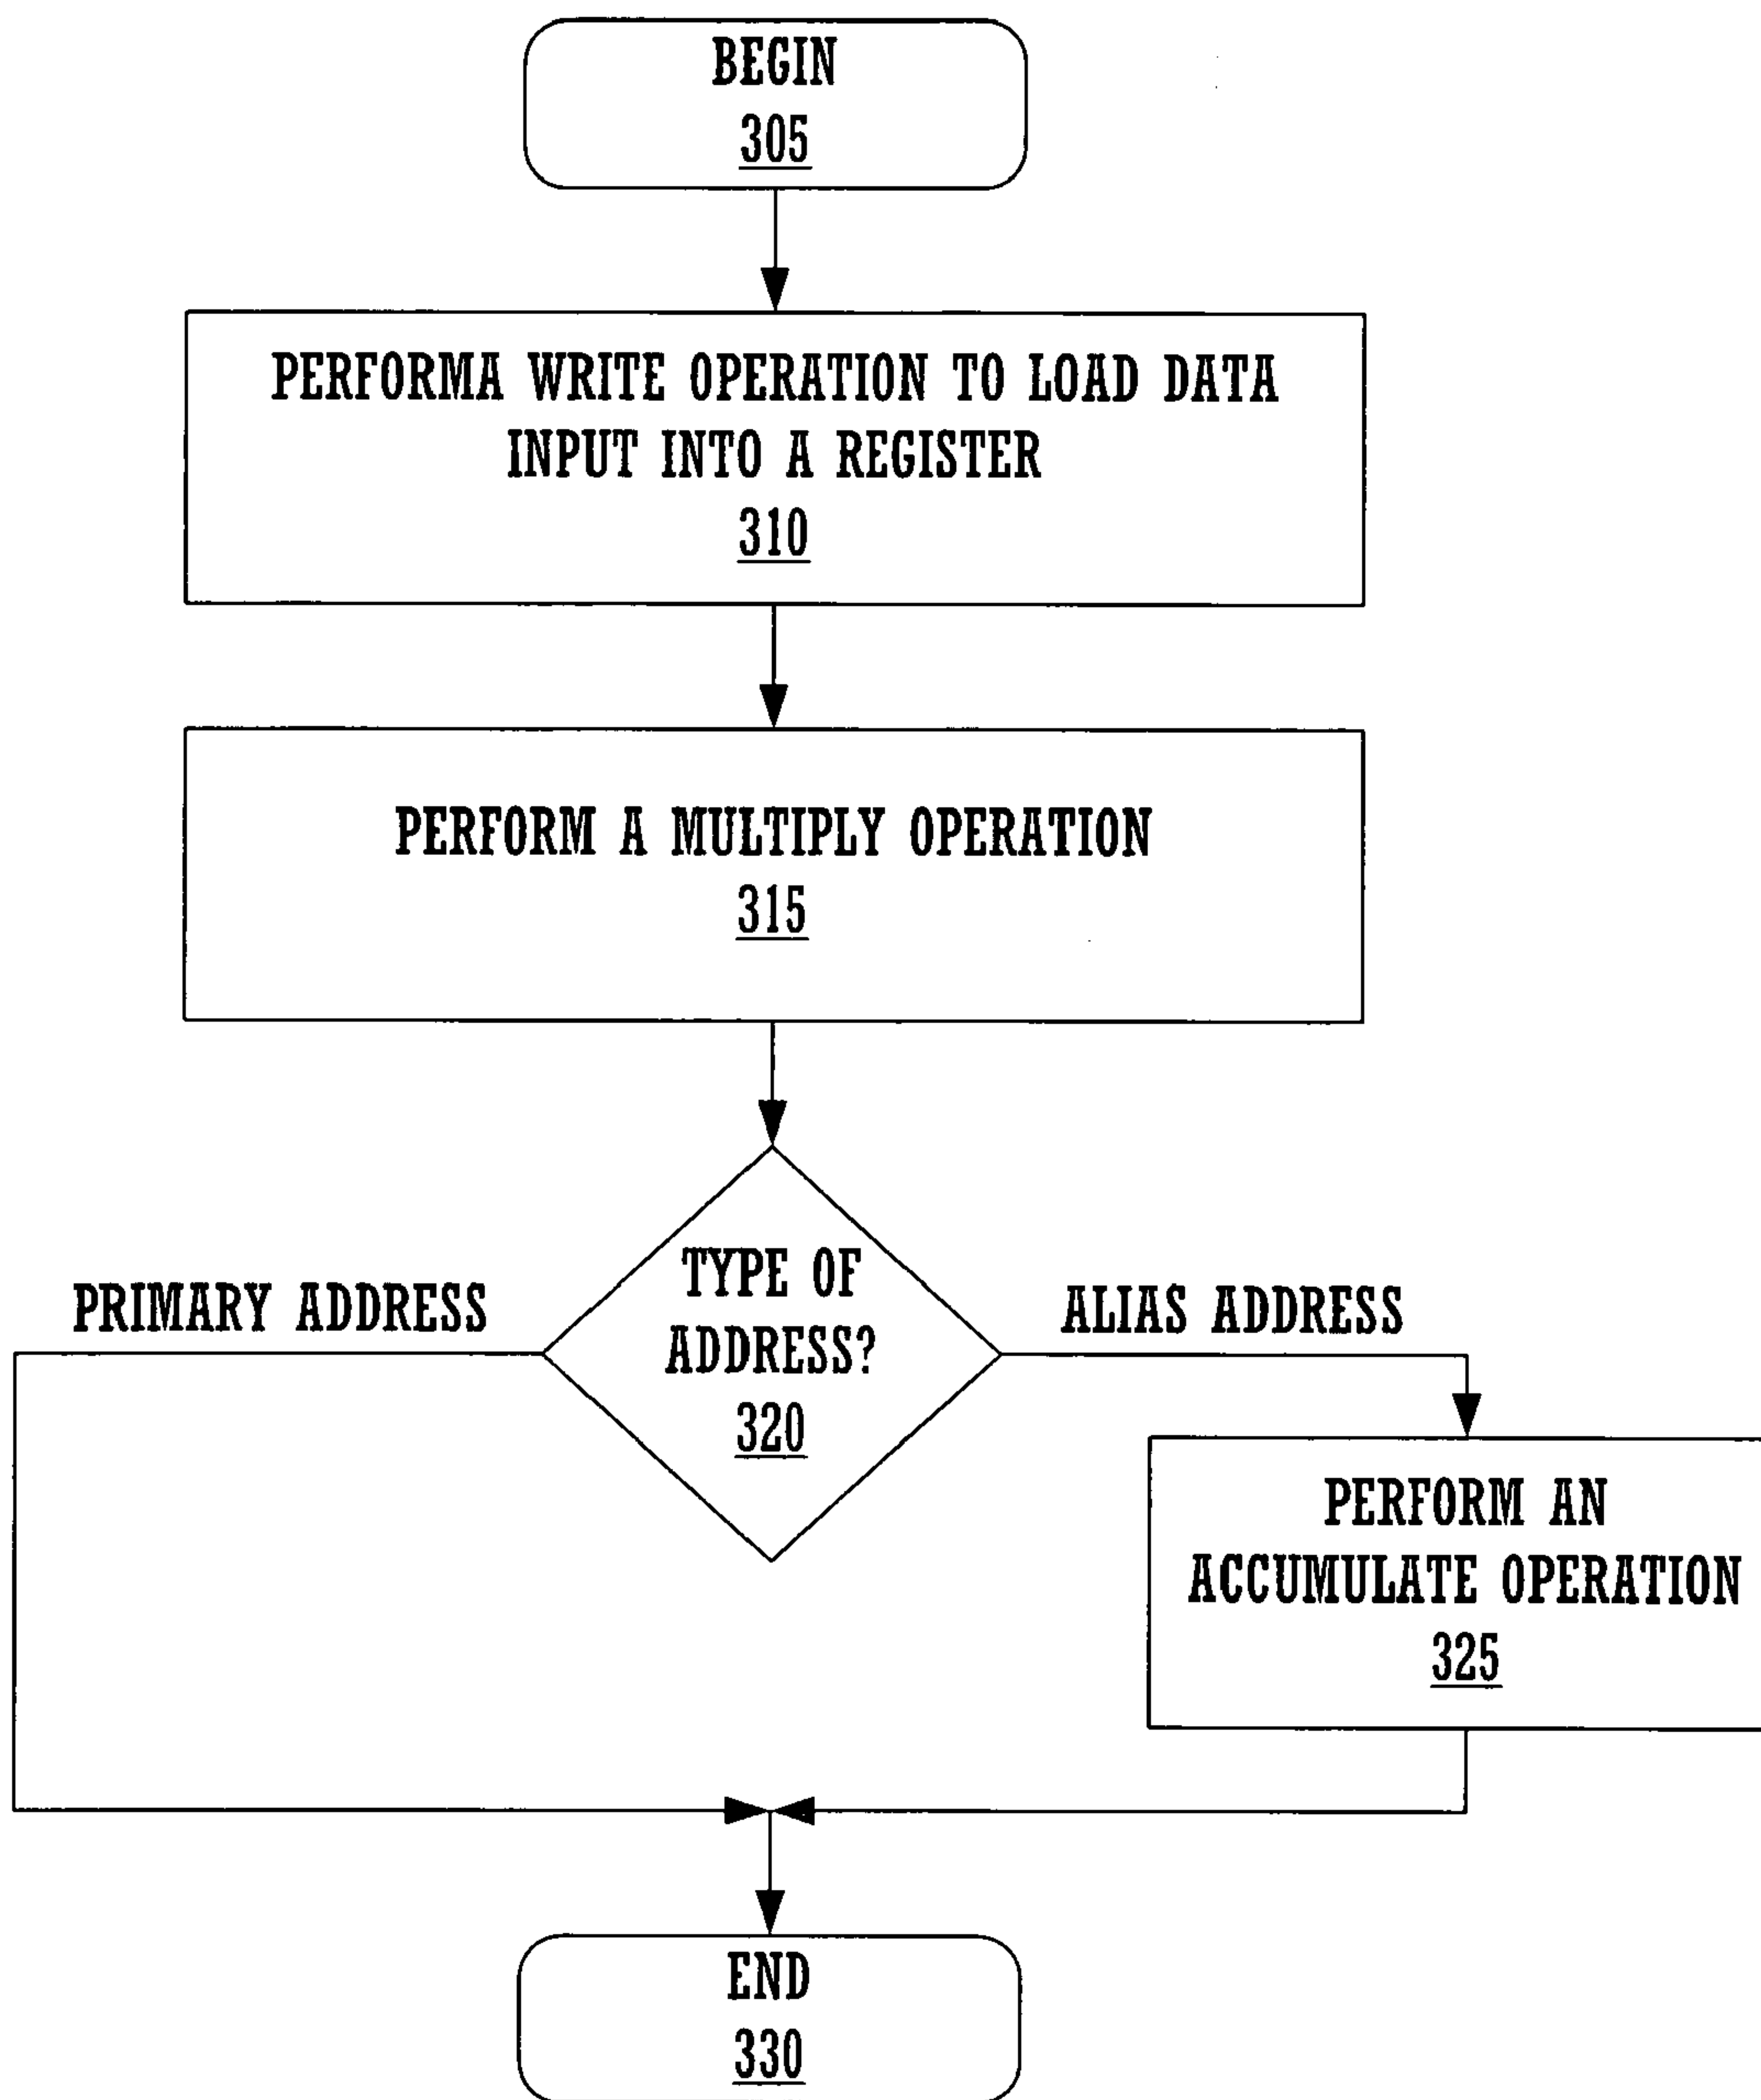 BEGIN
305
PERFORMA WRITE OPERATION TO LOAD DATA
INPUT INTO A REGISTER
310
PERFORM A MULTIPLY OPERATION
315
TYPE OF
ADDRESS?
320
PRIMARY ADDRESS
ALIAS ADDRESS
PERFORM AN
ACCUMULATE OPERATION
325
END
330